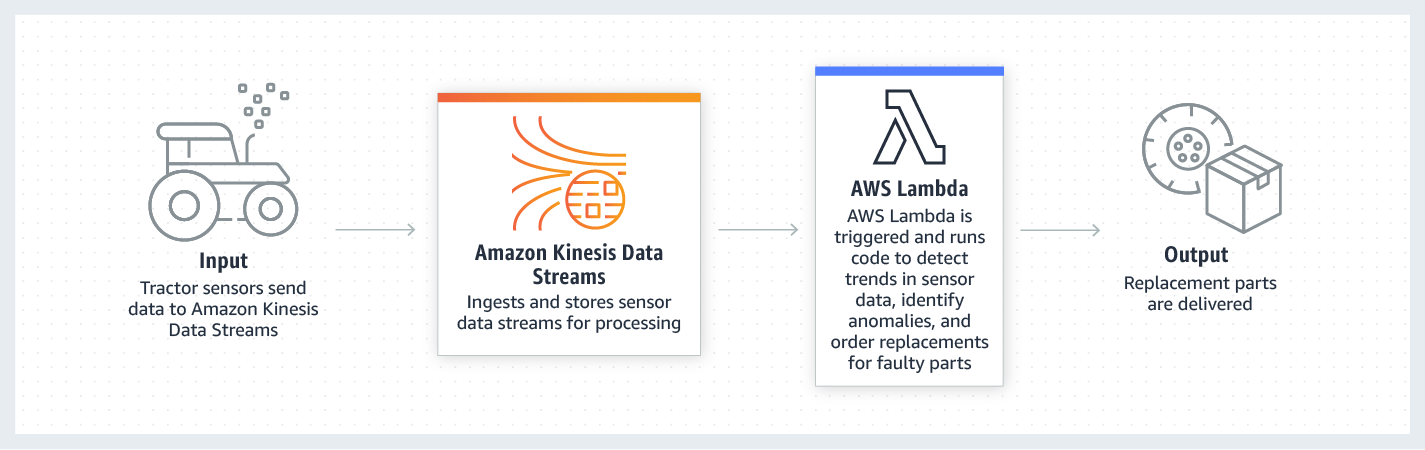 Input
Tractor sensors send
data to Amazon Kinesis
Data Streams
Amazon Kinesis Data
Streams
Ingests and stores sensor
data streams for processing
AWS Lambda
AWS Lambda is
triggered and runs
code to detect
trends in sensor
data, identify
anomalies, and
order replacements
for faulty parts
Output
Replacement parts
are delivered